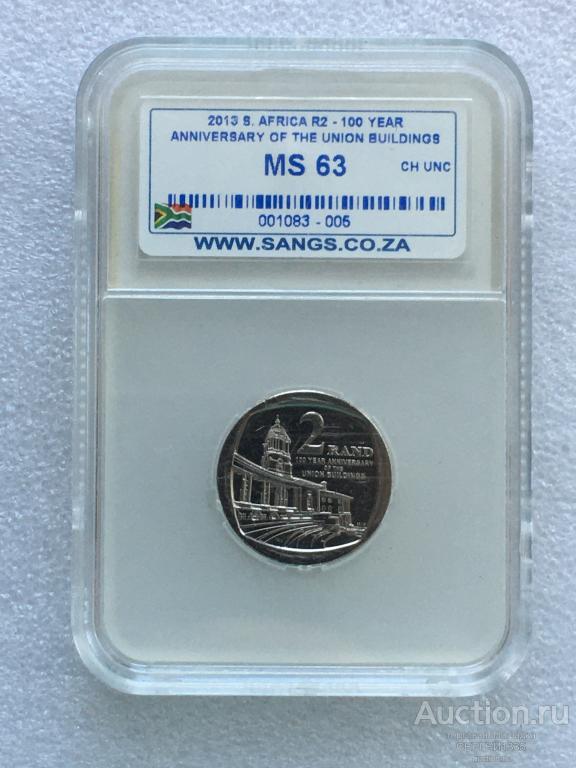 2013 S. AFRICA R2 - 100 YEAR
ANNIVERSARY OF THE UNION BUILDINGS
MS 63 CH UNC
001083 - 005
WWW.SANGS.CO.ZA
2 RAND
100 YEAR ANNIVERSARY
OF THE
UNION BUILDINGS
Auction.ru